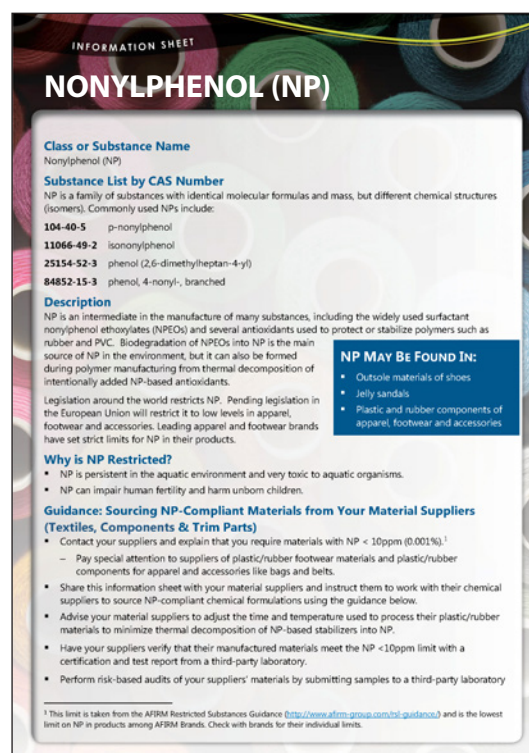 INFORMATION SHEET
NONYLPHENOL (NP)
Class or Substance Name
Nonylphenol (NP)
Substance List by CAS Number
NP is a family of substances with identical molecular formulas and mass, but different chemical structures
(isomers). Commonly used NPs include:
104-40-5 p-nonylphenol
11066-49-2 isononylphenol
25154-52-3 phenol (2,6-dimethylheptan-4-yl)
84852-15-3 phenol, 4-nonyl-, branched
Description
NP is an intermediate in the manufacture of many substances, including the widely used surfactant
nonylphenol ethoxylates (NPEOs) and several antioxidants used to protect or stabilize polymers such as
rubber and PVC. Biodegradation of NPEOs into NP is the main
source of NP in the environment, but it can also be formed
during polymer manufacturing from thermal decomposition of
intentionally added NP-based antioxidants.
Legislation around the world restricts NP. Pending legislation in
the European Union will restrict it to low levels in apparel,
footwear and accessories. Leading apparel and footwear brands
have set strict limits for NP in their products.
NP MAY BE FOUND IN:
▪ Outsole materials of shoes
▪ Jelly sandals
▪ Plastic and rubber components of
apparel, footwear and accessories
Why is NP Restricted?
▪ NP is persistent in the aquatic environment and very toxic to aquatic organisms.
▪ NP can impair human fertility and harm unborn children.
Guidance: Sourcing NP-Compliant Materials from Your Material Suppliers
(Textiles, Components & Trim Parts)
▪ Contact your suppliers and explain that you require materials with NP < 10ppm (0.001%).¹
– Pay special attention to suppliers of plastic/rubber footwear materials and plastic/rubber
components for apparel and accessories like bags and belts.
▪ Share this information sheet with your material suppliers and instruct them to work with their chemical
suppliers to source NP-compliant chemical formulations using the guidance below.
▪ Advise your material suppliers to adjust the time and temperature used to process their plastic/rubber
materials to minimize thermal decomposition of NP-based stabilizers into NP.
▪ Have your suppliers verify that their manufactured materials meet the NP <10ppm limit with a
certification and test report from a third-party laboratory.
▪ Perform risk-based audits of your suppliers' materials by submitting samples to a third-party laboratory
¹ This limit is taken from the AFIRM Restricted Substances Guidance (http://www.afirm-group.com/rsl-guidance/) and is the lowest
limit on NP in products among AFIRM Brands. Check with brands for their individual limits.